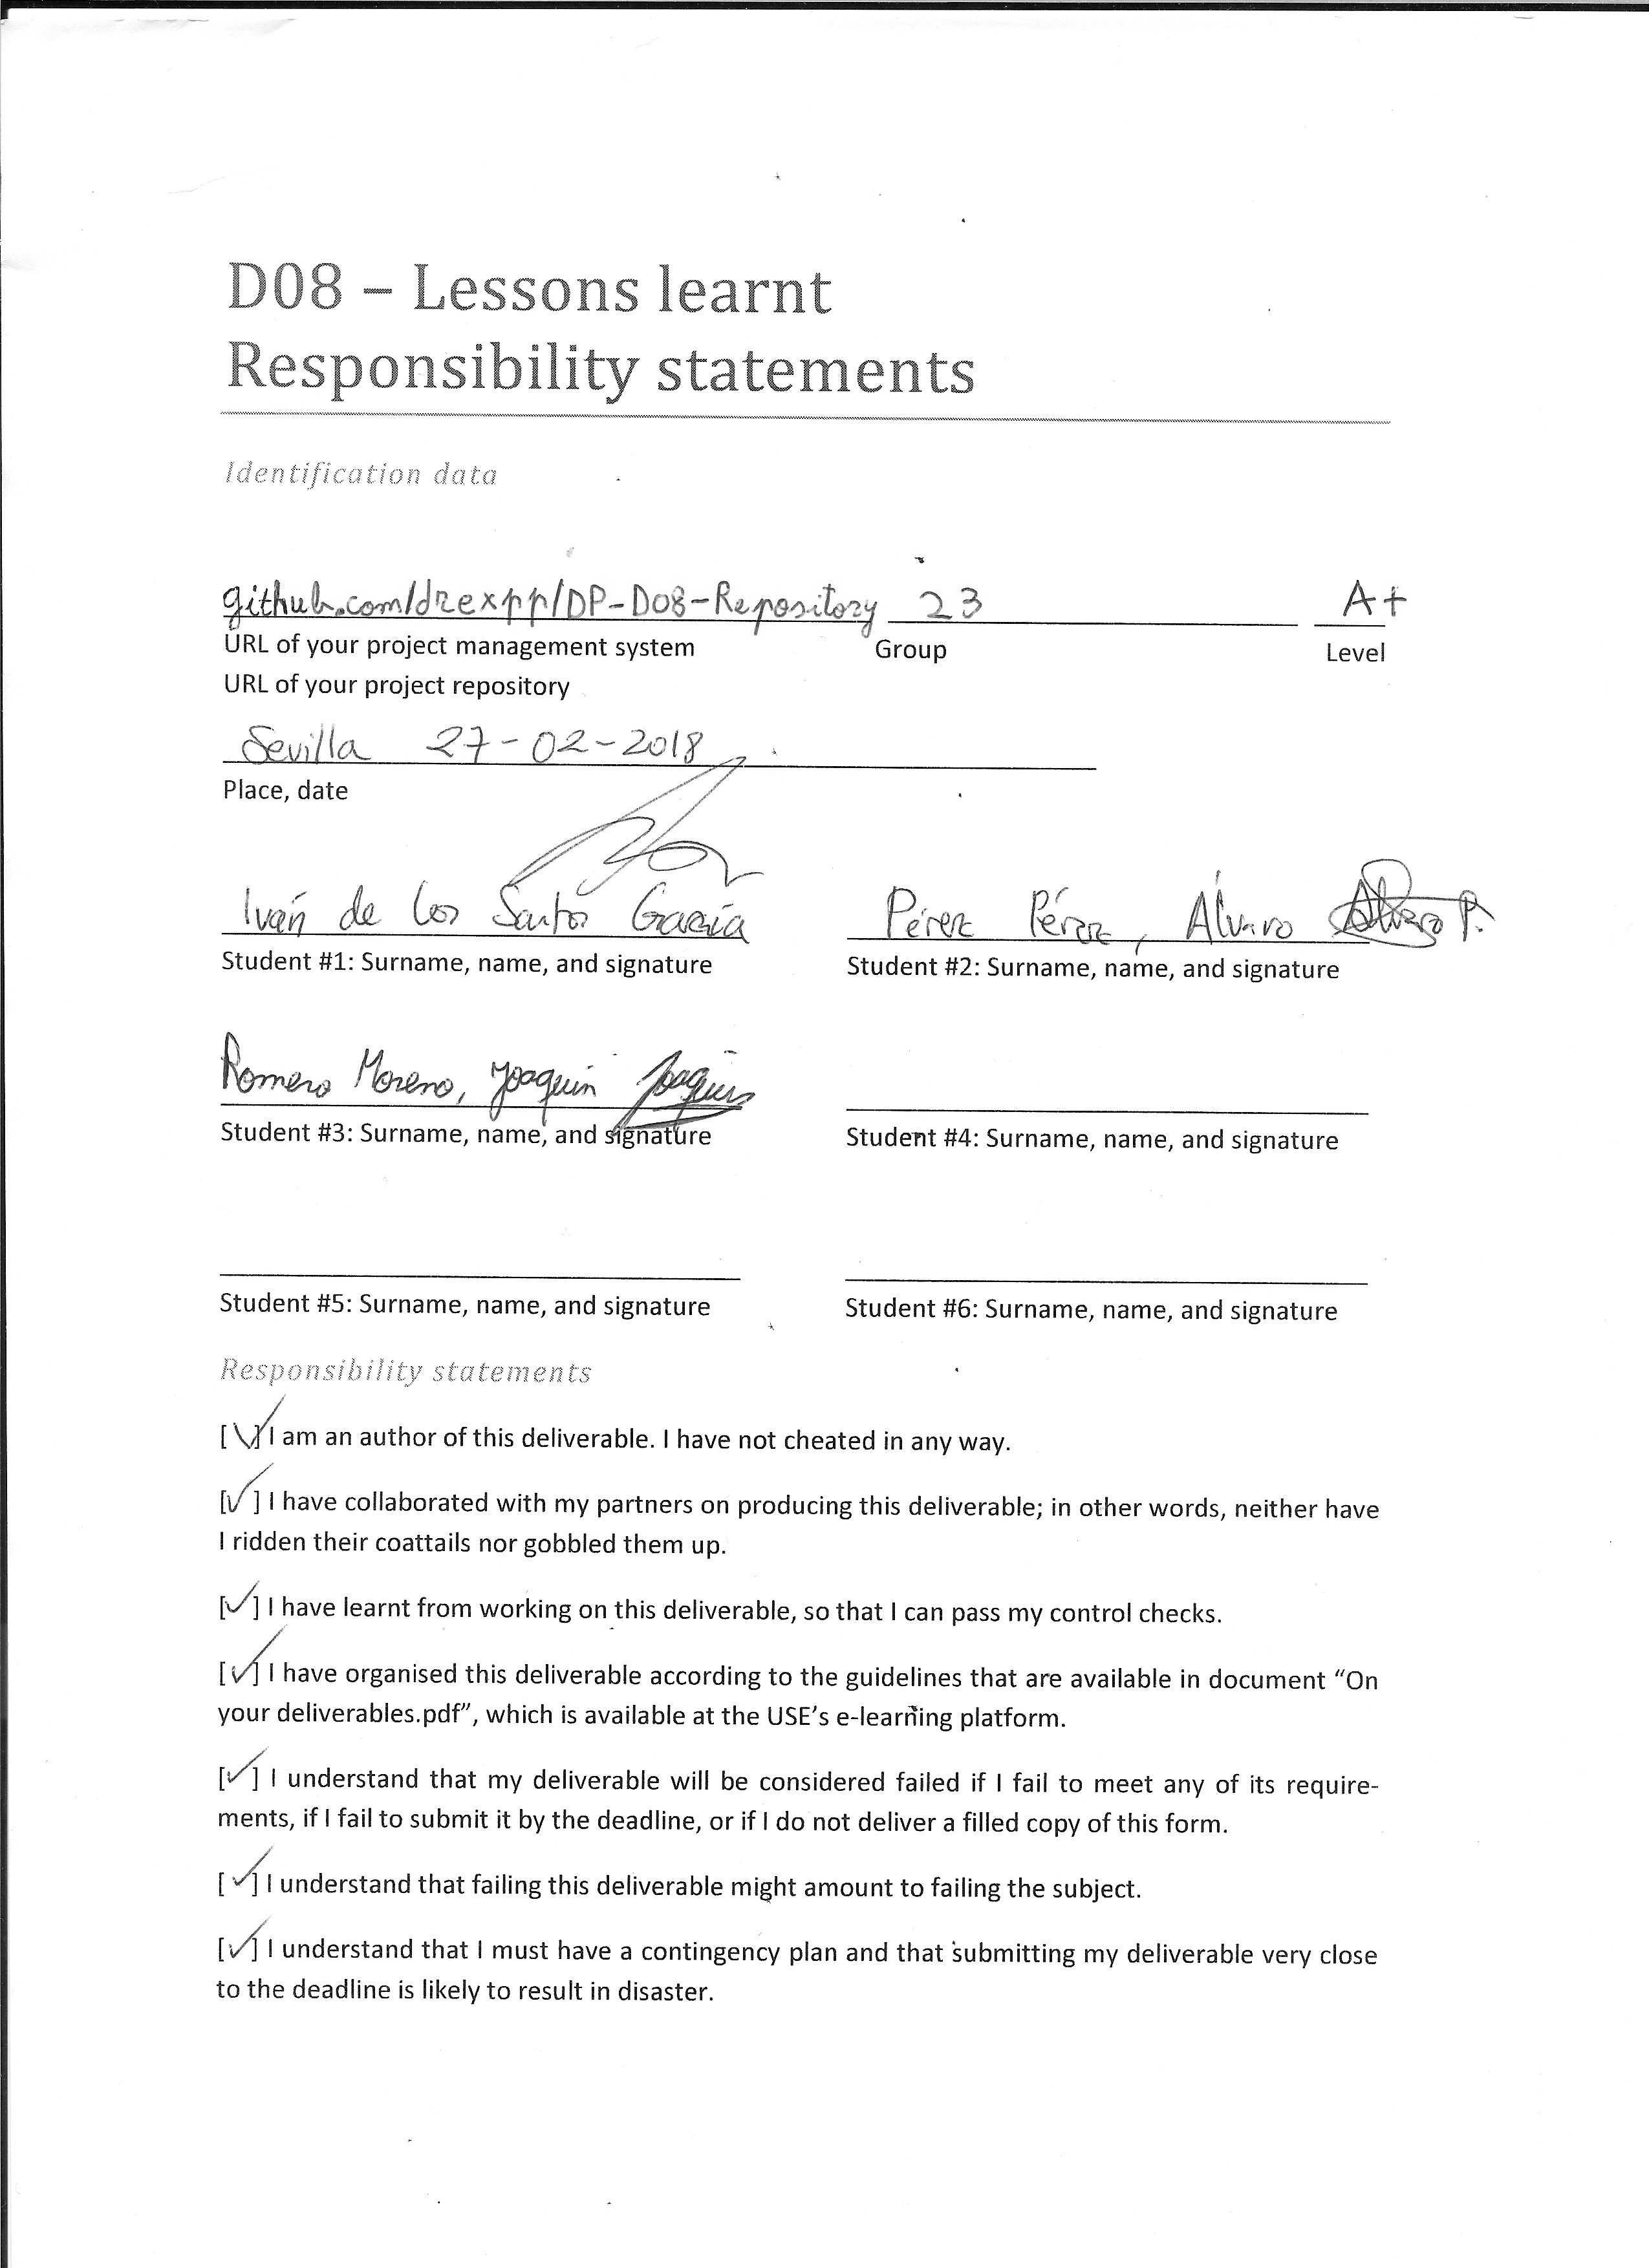 D08 – Lessons learnt
Responsibility statements
Identification data
github.com/drexpp/DP-D08-Repository 23 A+
URL of your project management system Group Level
URL of your project repository
Sevilla 27-02-2018
Place, date
Iván de los Santos García Pérez Pérez, Álvaro Álvaro P.
Student #1: Surname, name, and signature Student #2: Surname, name, and signature
Romero Moreno, Joaquín Joaquín
Student #3: Surname, name, and signature Student #4: Surname, name, and signature
Student #5: Surname, name, and signature Student #6: Surname, name, and signature
Responsibility statements
[✓] I am an author of this deliverable. I have not cheated in any way.
[✓] I have collaborated with my partners on producing this deliverable; in other words, neither have
I ridden their coattails nor gobbled them up.
[✓] I have learnt from working on this deliverable, so that I can pass my control checks.
[✓] I have organised this deliverable according to the guidelines that are available in document “On
your deliverables.pdf”, which is available at the USE’s e-learning platform.
[✓] I understand that my deliverable will be considered failed if I fail to meet any of its require-
ments, if I fail to submit it by the deadline, or if I do not deliver a filled copy of this form.
[✓] I understand that failing this deliverable might amount to failing the subject.
[✓] I understand that I must have a contingency plan and that submitting my deliverable very close
to the deadline is likely to result in disaster.